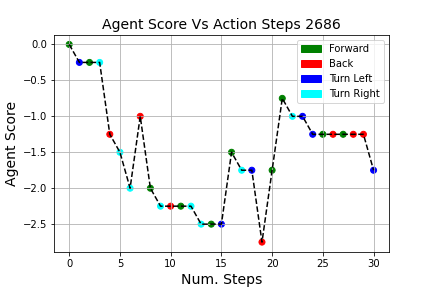 Agent Score Vs Action Steps 2686
Agent Score
0.0
−0.5
−1.0
−1.5
−2.0
−2.5
Forward
Back
Turn Left
Turn Right
0 5 10 15 20 25 30
Num. Steps